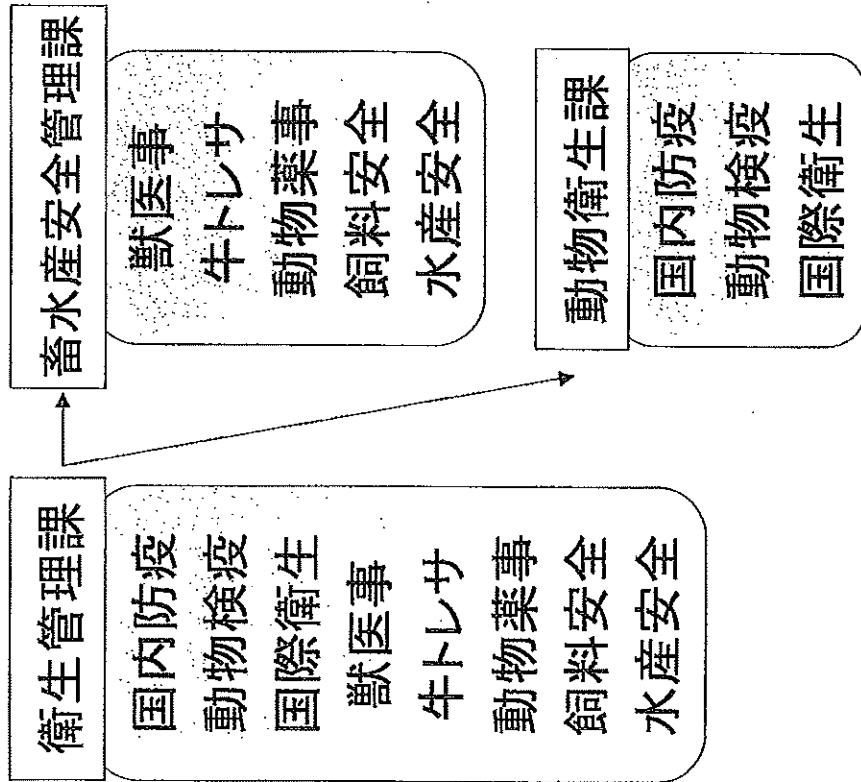 衛生管理課
国内防疫
動物検疫
国際衛生
獣医事
牛トレサ
動物薬事
飼料安全
水産安全
畜水産安全管理課
獣医事
牛トレサ
動物薬事
飼料安全
水産安全
動物衛生課
国内防疫
動物検疫
国際衛生